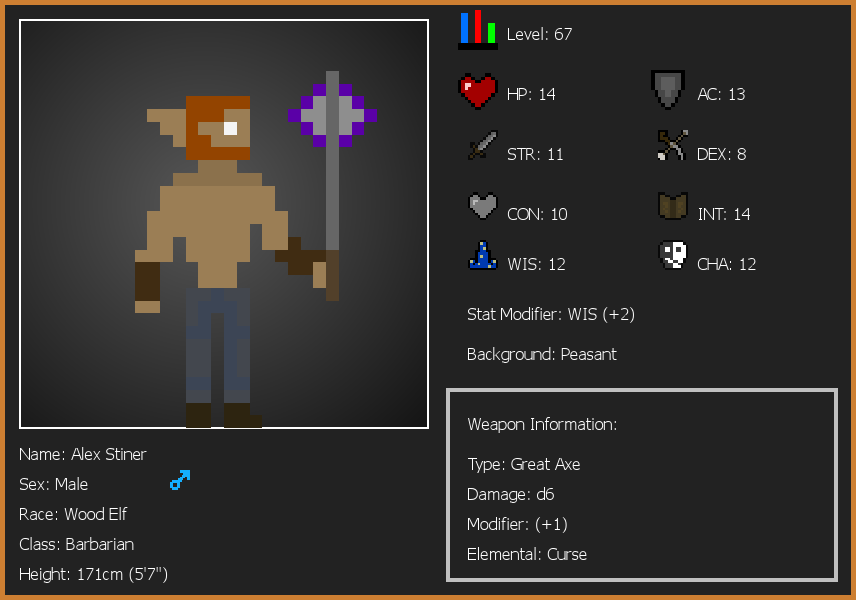 Level: 67
HP: 14
AC: 13
STR: 11
DEX: 8
CON: 10
INT: 14
WIS: 12
CHA: 12
Stat Modifier: WIS (+2)
Background: Peasant
Weapon Information:
Type: Great Axe
Damage: d6
Modifier: (+1)
Elemental: Curse
Name: Alex Stiner
Sex: Male
Race: Wood Elf
Class: Barbarian
Height: 171cm (5'7")